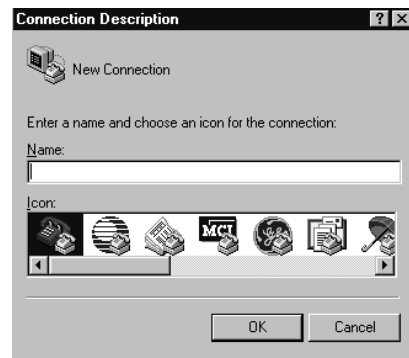 Connection Description
New Connection
Enter a name and choose an icon for the connection:
Name:
Icon:
MCI
OK Cancel